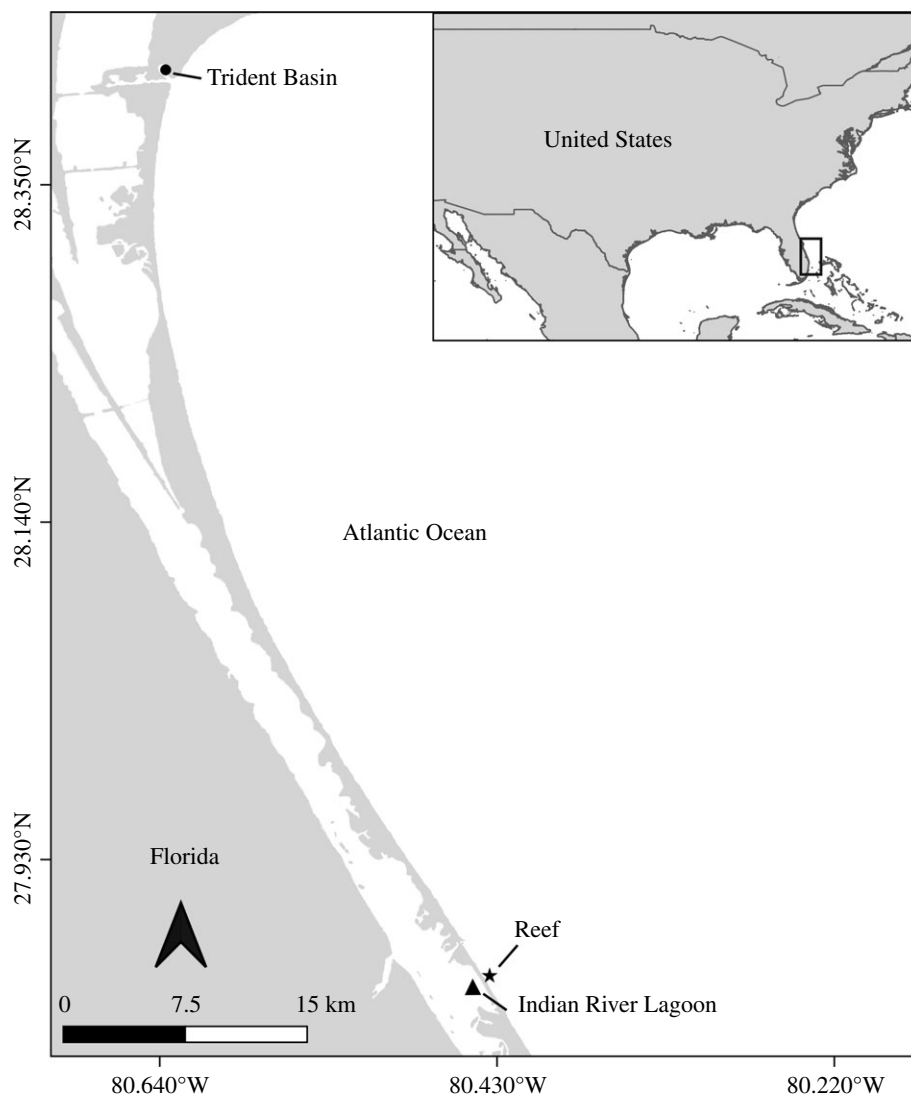 Trident Basin
United States
28.350°N
Atlantic Ocean
28.140°N
Florida
27.930°N
Reef
Indian River Lagoon
0 7.5 15 km
80.640°W 80.430°W 80.220°W